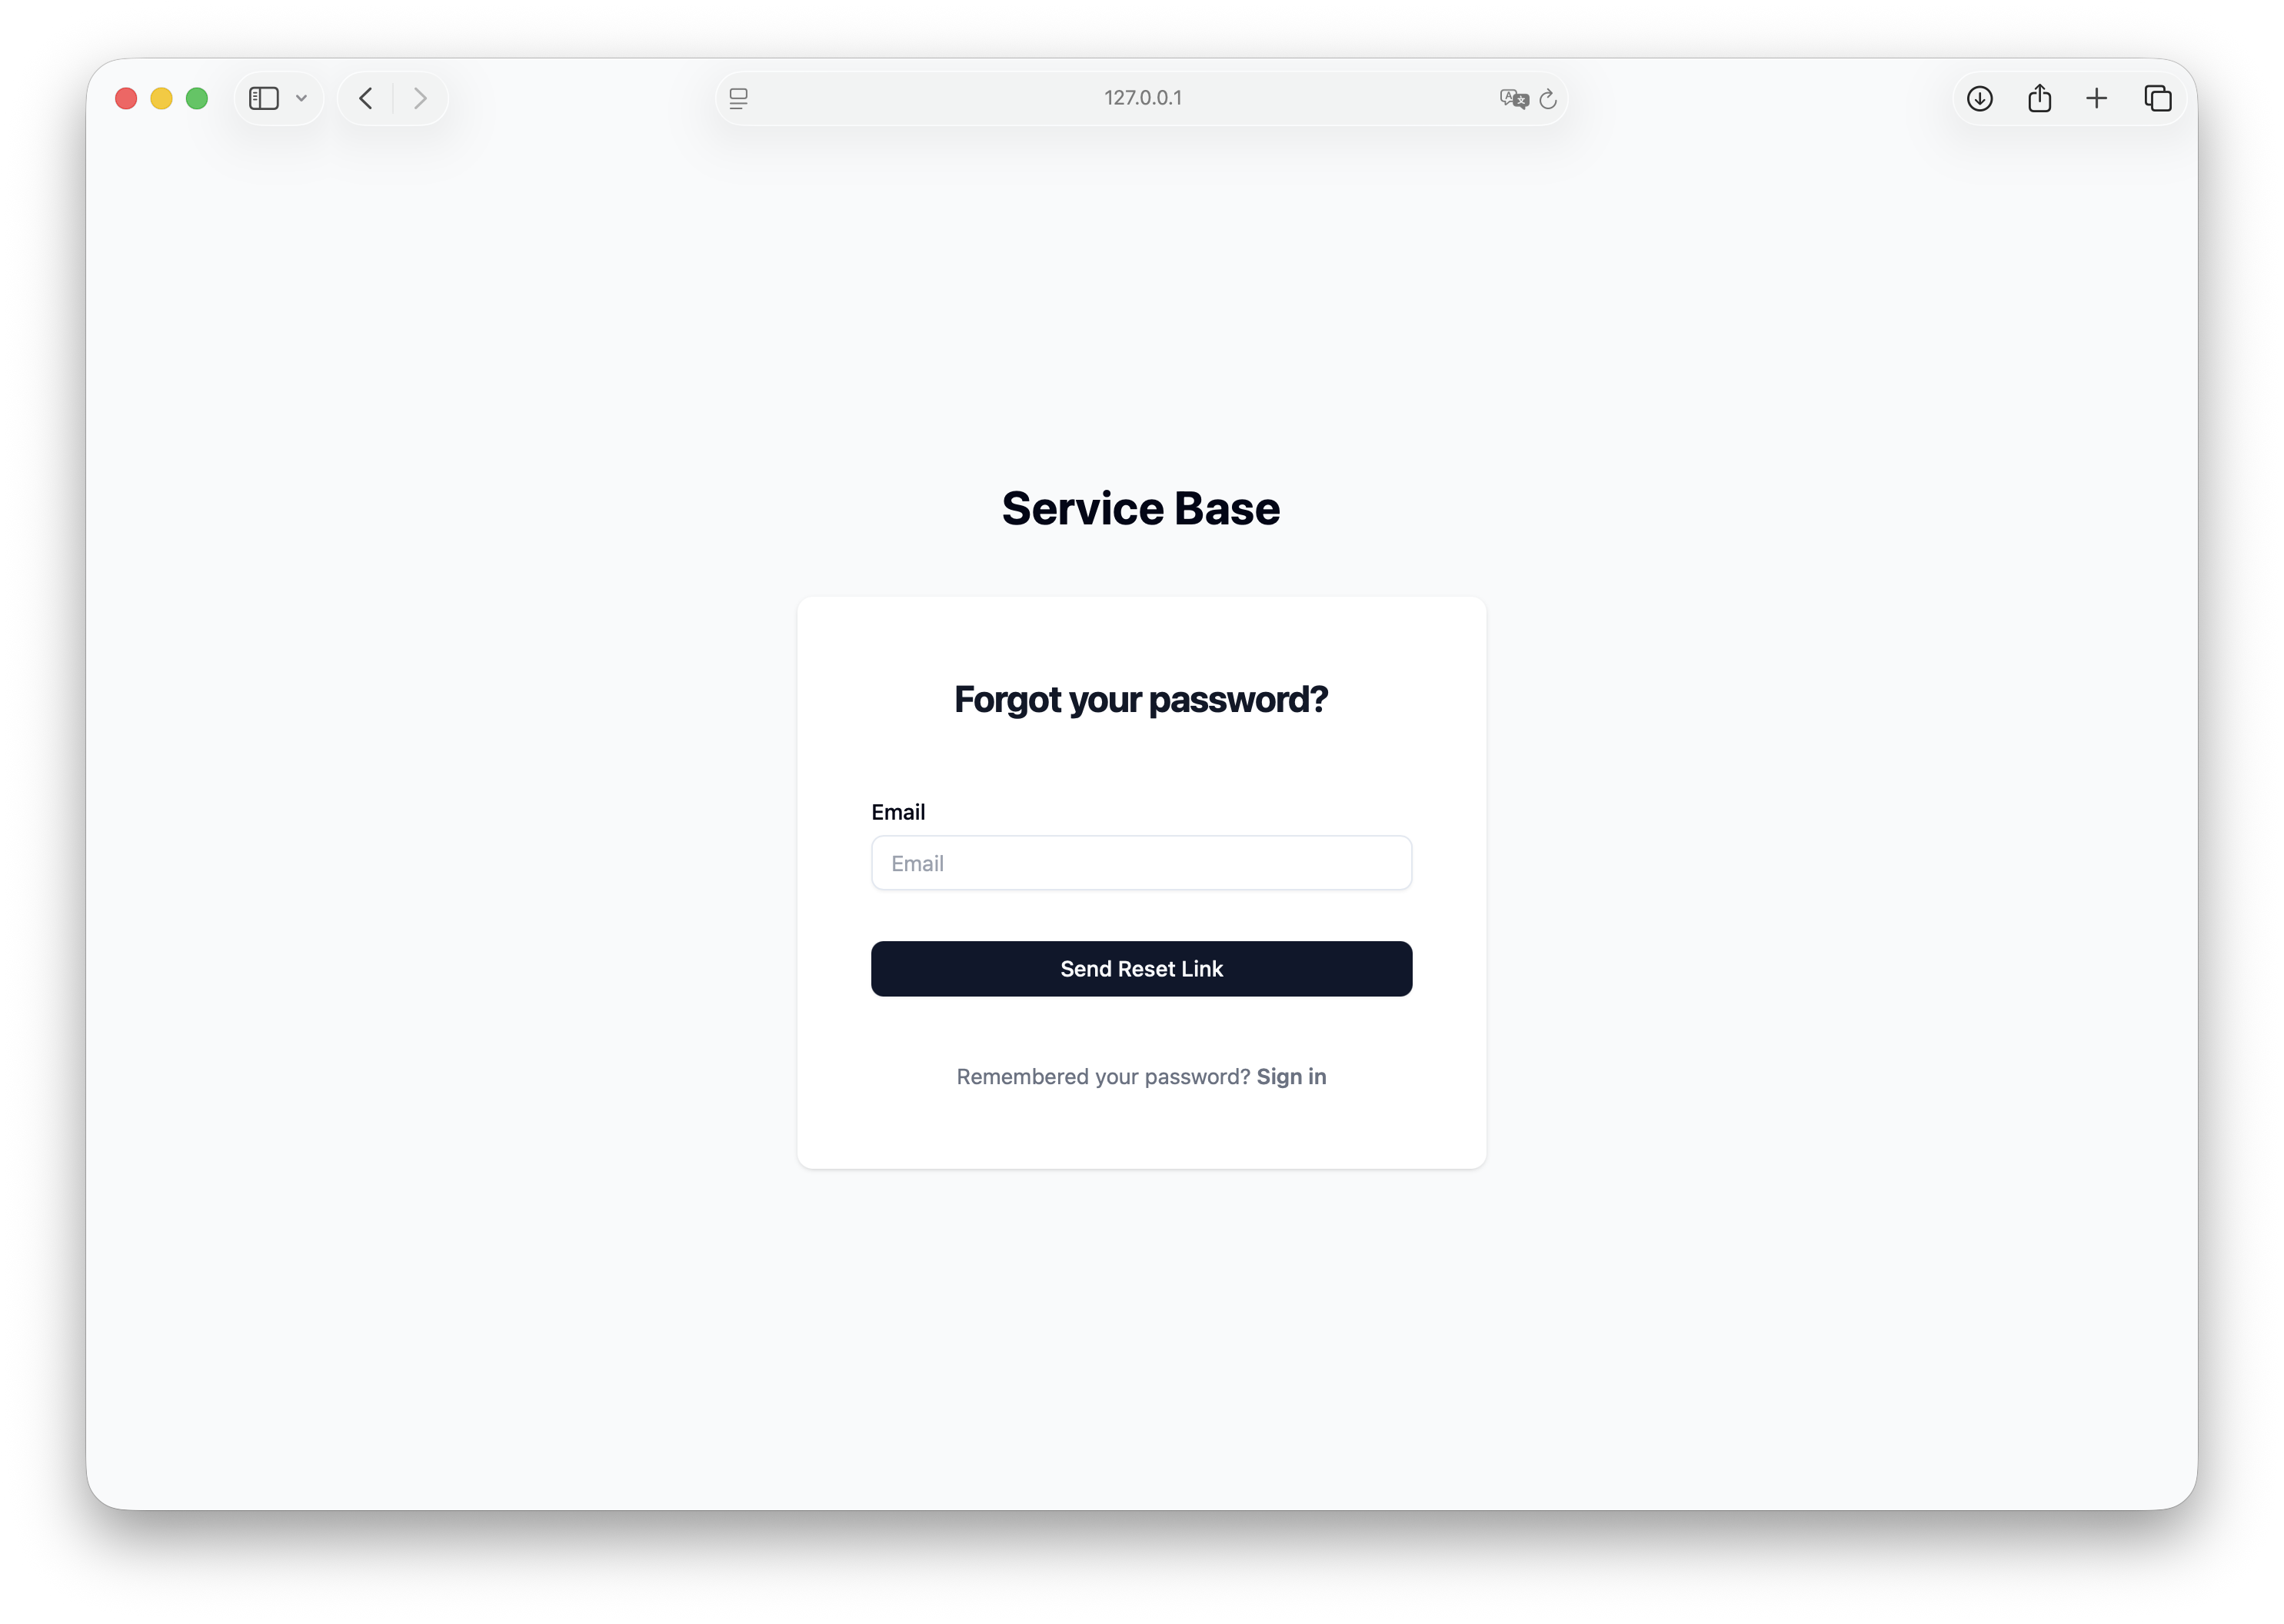 127.0.0.1
Service Base
Forgot your password?
Email
Email
Send Reset Link
Remembered your password? Sign in